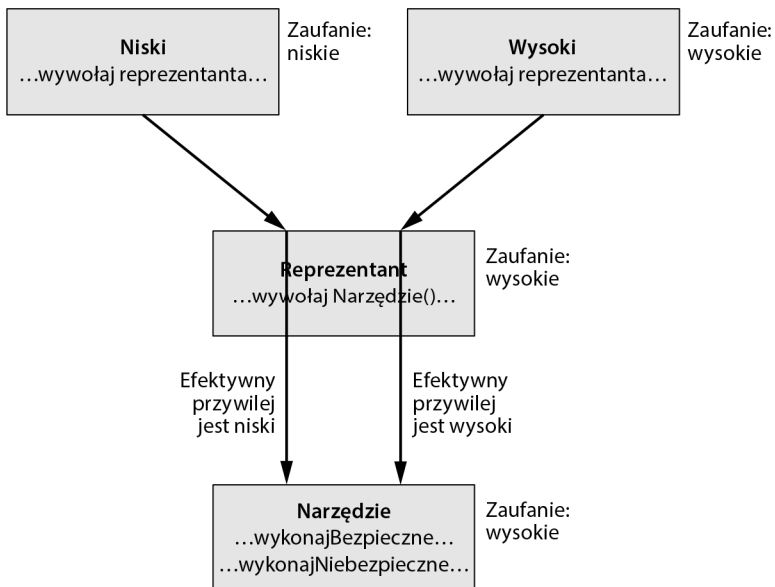 Niski
…wywołaj reprezentanta…
Zaufanie:
niskie
Wysoki
…wywołaj reprezentanta…
Zaufanie:
wysokie
Reprezentant
…wywołaj Narzędzie()…
Zaufanie:
wysokie
Efektywny
przywilej
jest niski
Efektywny
przywilej
jest wysoki
Narzędzie
…wykonajBezpieczne…
…wykonajNiebezpieczne…
Zaufanie:
wysokie